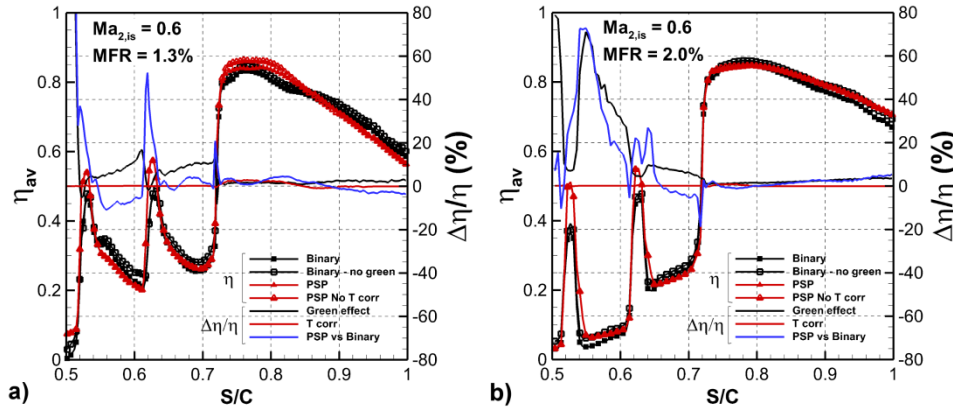 Ma2,is = 0.6
MFR = 1.3%
1
0.8
0.6
0.4
0.2
0
ηav
80
60
40
20
0
-20
-40
-60
-80
Δη/η (%)
η
Binary
Binary - no green
PSP
PSP No T corr
Δη/η
Green effect
T corr
PSP vs Binary
0.5 0.6 0.7 0.8 0.9 1
S/C
a)
Ma2,is = 0.6
MFR = 2.0%
1
0.8
0.6
0.4
0.2
0
ηav
80
60
40
20
0
-20
-40
-60
-80
Δη/η (%)
η
Binary
Binary - no green
PSP
PSP No T corr
Δη/η
Green effect
T corr
PSP vs Binary
0.5 0.6 0.7 0.8 0.9 1
S/C
b)